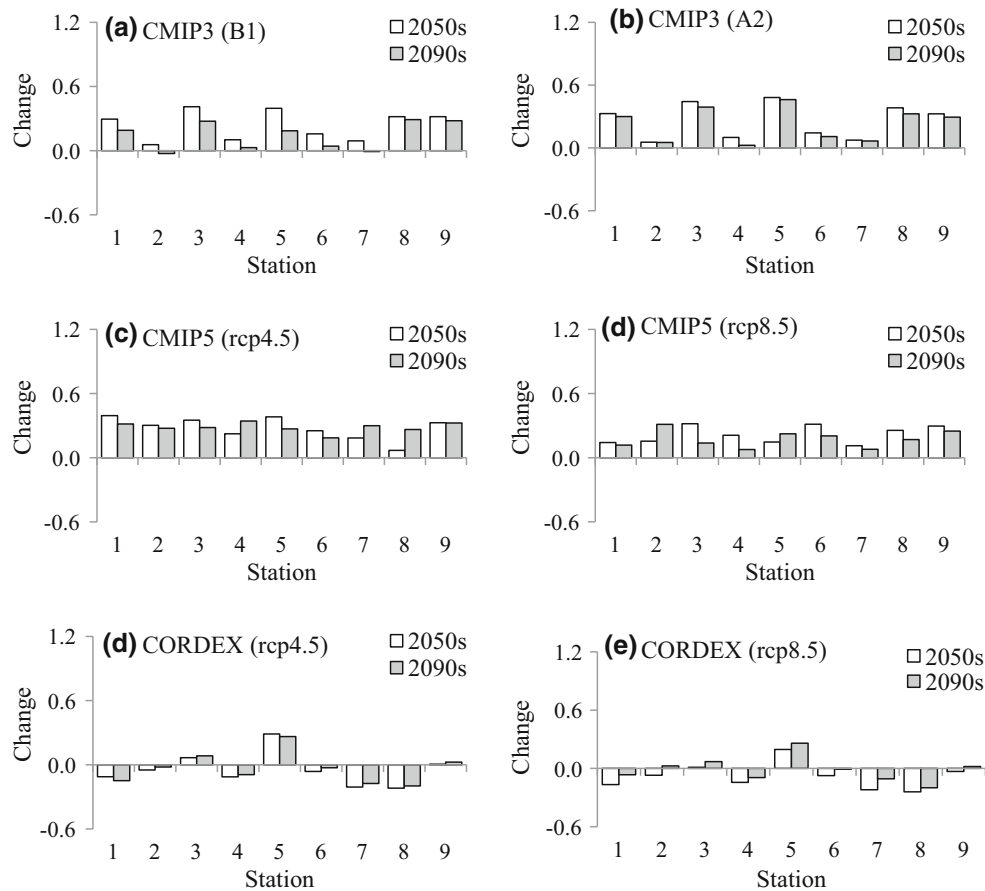 (a) CMIP3 (B1)
2050s
2090s
Change
1.2
0.6
0.0
-0.6
1 2 3 4 5 6 7 8 9
Station
(b) CMIP3 (A2)
2050s
2090s
Change
1.2
0.6
0.0
-0.6
1 2 3 4 5 6 7 8 9
Station
(c) CMIP5 (rcp4.5)
2050s
2090s
Change
1.2
0.6
0.0
-0.6
1 2 3 4 5 6 7 8 9
Station
(d) CMIP5 (rcp8.5)
2050s
2090s
Change
1.2
0.6
0.0
-0.6
1 2 3 4 5 6 7 8 9
Station
(d) CORDEX (rcp4.5)
2050s
2090s
Change
1.2
0.6
0.0
-0.6
1 2 3 4 5 6 7 8 9
Station
(e) CORDEX (rcp8.5)
2050s
2090s
Change
1.2
0.6
0.0
-0.6
1 2 3 4 5 6 7 8 9
Station